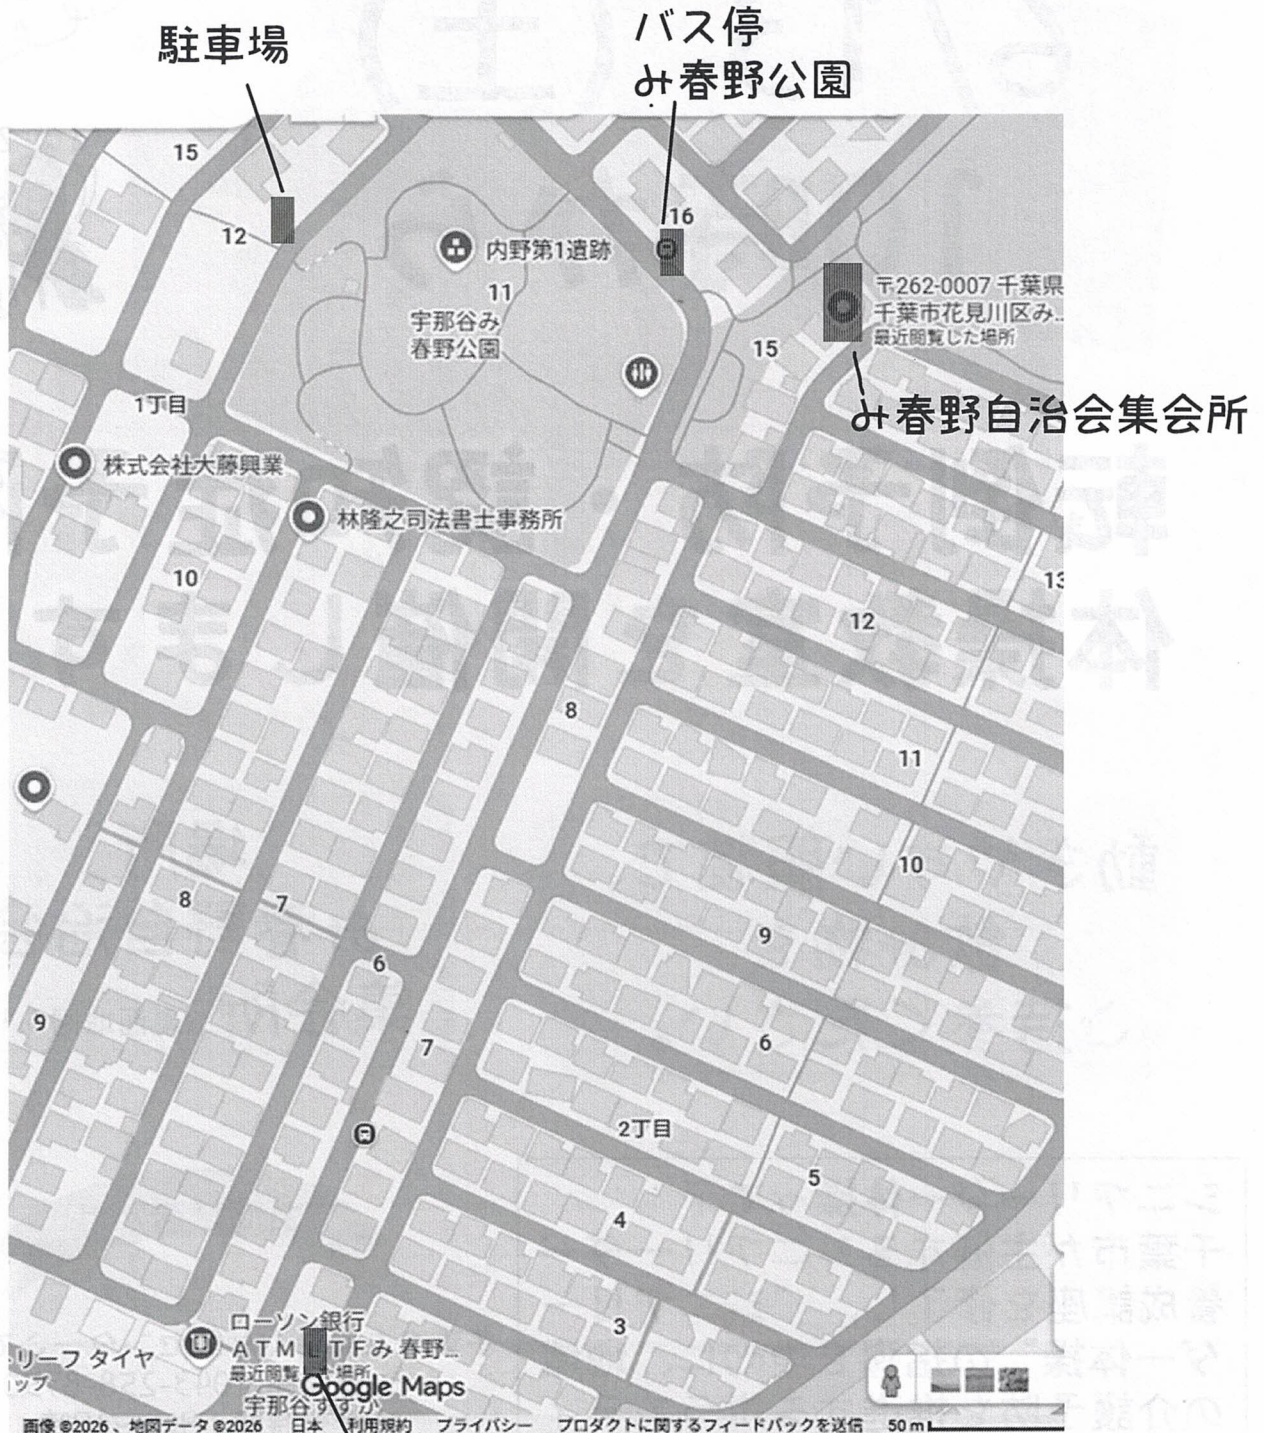 駐車場
バス停
み春野公園
15
16
12
内野第1遺跡
11
宇那谷み
春野公園
〒262-0007 千葉県
千葉市花見川区み...
最近閲覧した場所
15
み春野自治会集会所
1丁目
株式会社大藤興業
林隆之司法書士事務所
10
13
12
8
11
10
8
7
9
6
9
7
6
2丁目
5
4
3
ローソン銀行
ATM LTFみ春野...
最近閲覧した場所
リーフ タイヤ
ョップ
Google Maps
宇那谷すずか
画像 ©2026 、地図データ ©2026 日本 利用規約 プライバシー プロダクトに関するフィードバックを送信 50 m